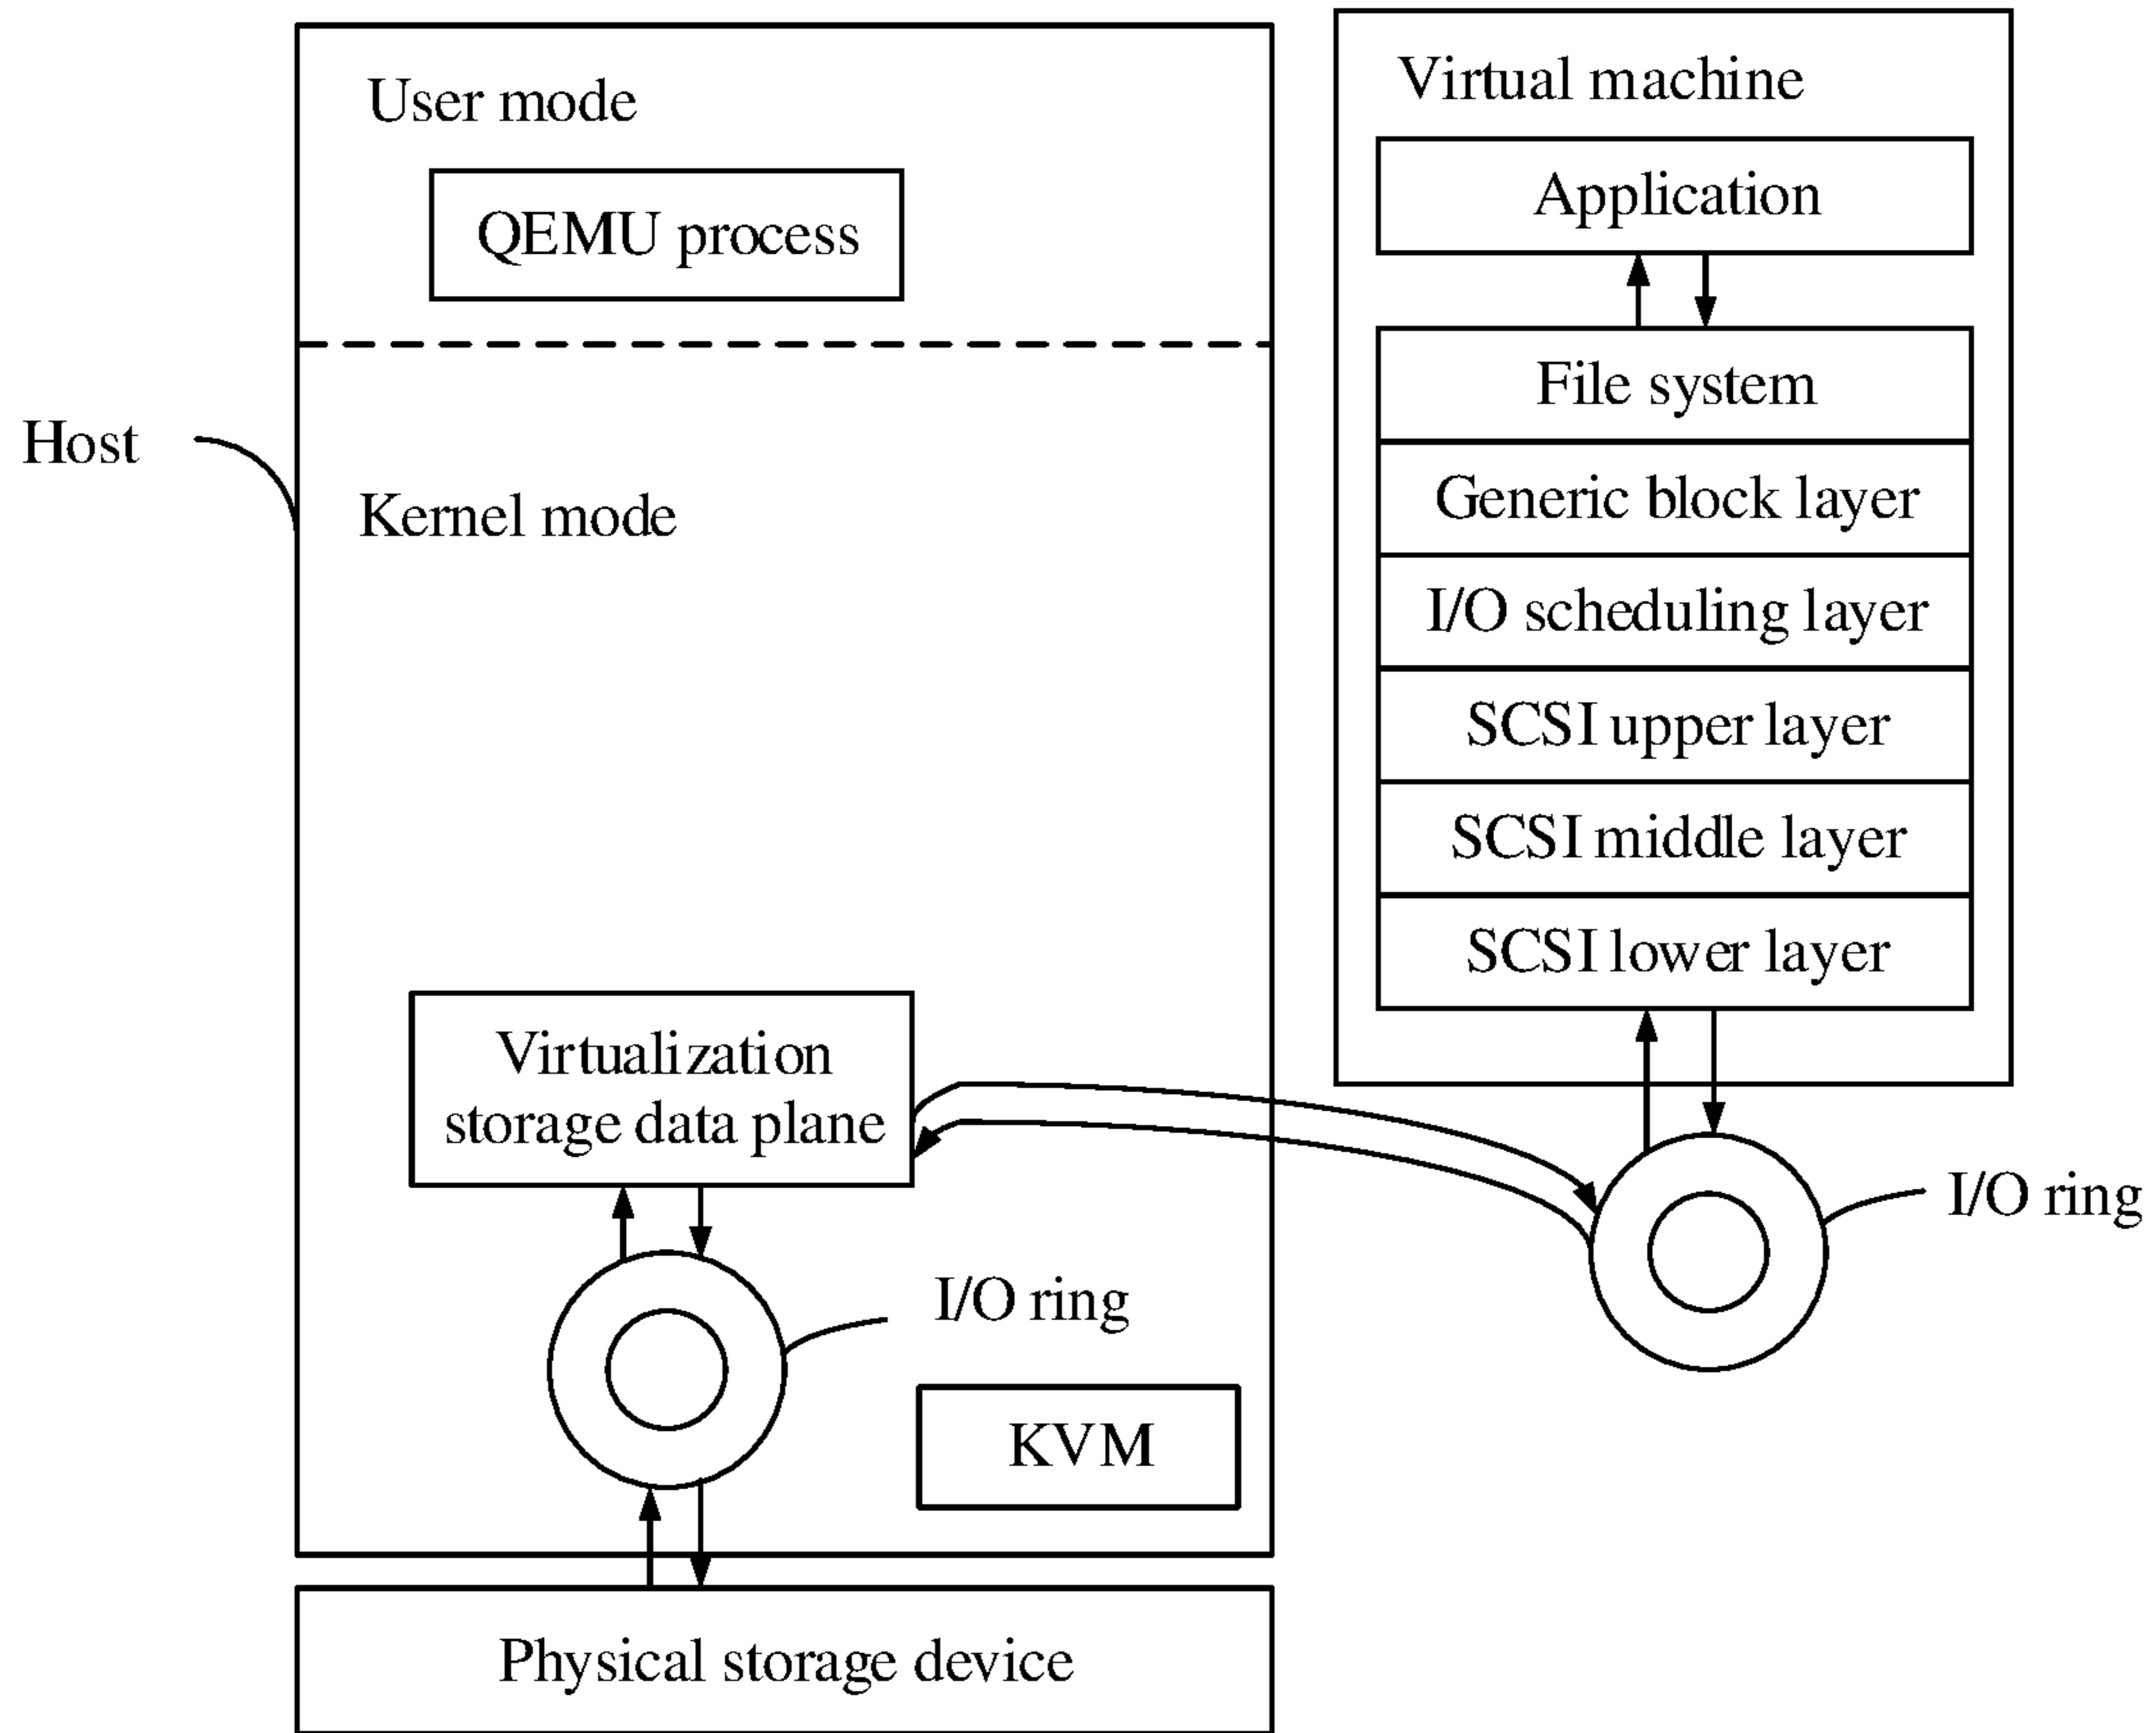 User mode
QEMU process
Host
Kernel mode
Virtualization
storage data plane
I/O ring
KVM
Physical storage device
Virtual machine
Application
File system
Generic block layer
I/O scheduling layer
SCSI upper layer
SCSI middle layer
SCSI lower layer
I/O ring